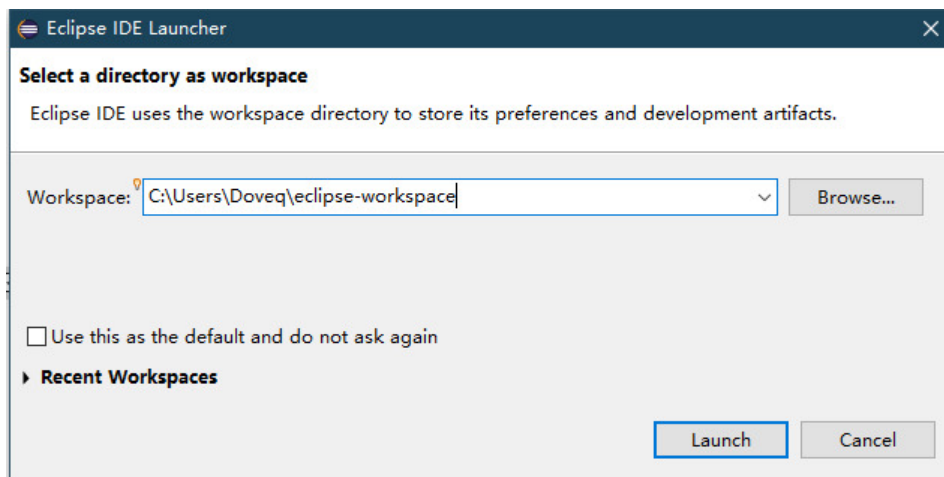 Eclipse IDE Launcher
Select a directory as workspace
Eclipse IDE uses the workspace directory to store its preferences and development artifacts.
Workspace: C:\Users\Doveq\eclipse-workspace Browse...
Use this as the default and do not ask again
Recent Workspaces
Launch Cancel